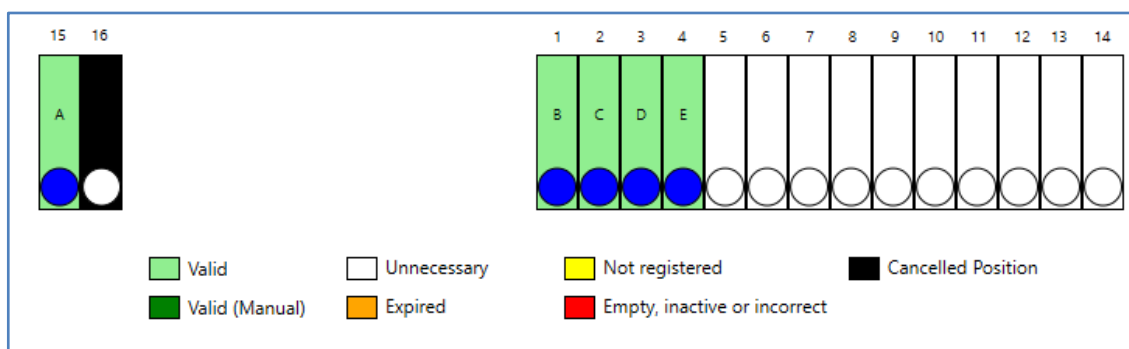 15 16 1 2 3 4 5 6 7 8 9 10 11 12 13 14
A B C D E
Valid Unnecessary Not registered Cancelled Position
Valid (Manual) Expired Empty, inactive or incorrect